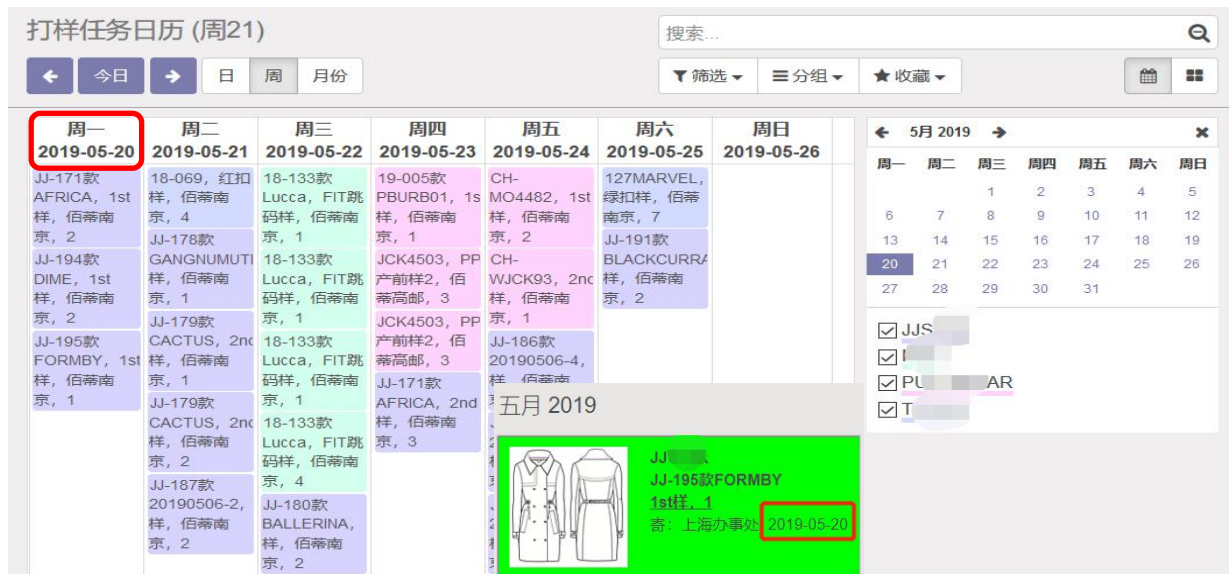 打样任务日历 (周21)
搜索...
今日
日
周
月份
筛选
分组
收藏
周一
2019-05-20
周二
2019-05-21
周三
2019-05-22
周四
2019-05-23
周五
2019-05-24
周六
2019-05-25
周日
2019-05-26
JJ-171款
AFRICA，1st
样，佰蒂南
京，2
JJ-194款
DIME，1st
样，佰蒂南
京，2
JJ-195款
FORMBY，1st
样，佰蒂南
京，1
18-069，红扣
样，佰蒂南
京，4
JJ-178款
GANGNUMUTI
样，佰蒂南
京，1
JJ-179款
CACTUS，2nd
样，佰蒂南
京，1
JJ-179款
CACTUS，2nd
样，佰蒂南
京，2
JJ-187款
20190506-2，
样，佰蒂南
京，2
18-133款
Lucca，FIT跳
码样，佰蒂南
京，1
18-133款
Lucca，FIT跳
码样，佰蒂南
京，1
18-133款
Lucca，FIT跳
码样，佰蒂南
京，1
18-133款
Lucca，FIT跳
码样，佰蒂南
京，4
JJ-180款
BALLERINA，
样，佰蒂南
京，2
19-005款
PBURB01，1s
样，佰蒂南
京，1
JCK4503，PP
产前样2，佰
蒂高邮，3
JCK4503，PP
产前样2，佰
蒂高邮，3
JJ-171款
AFRICA，2nd
样，佰蒂南
京，3
CH-
MO4482，1st
样，佰蒂南
京，2
CH-
WJCK93，2nd
样，佰蒂南
京，1
JJ-186款
20190506-4，
样，佰蒂南
127MARVEL，
绿扣样，佰蒂
南京，7
JJ-191款
BLACKCURRA
样，佰蒂南
京，2
5月 2019
周一 周二 周三 周四 周五 周六 周日
1 2 3 4 5
6 7 8 9 10 11 12
13 14 15 16 17 18 19
20 21 22 23 24 25 26
27 28 29 30 31
JJS
PU AR
T
五月 2019
JJ
JJ-195款FORMBY
1st样，1
寄：上海办事处 2019-05-20